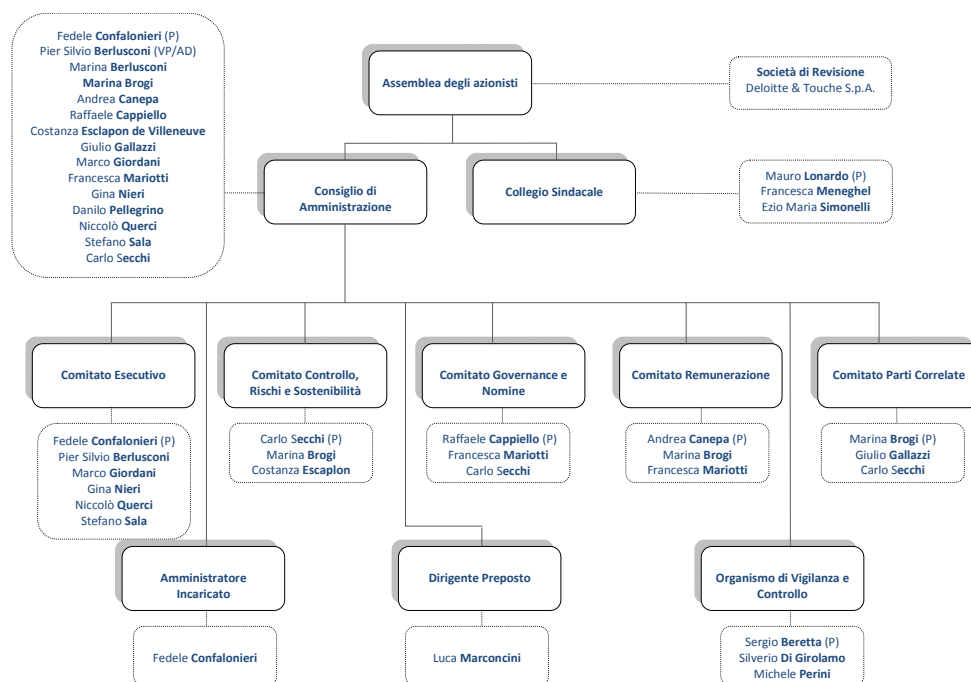 Fedele Confalonieri (P)
Pier Silvio Berlusconi (VP/AD)
Marina Berlusconi
Marina Brogi
Andrea Canepa
Raffaele Cappiello
Costanza Esclapon de Villeneuve
Giulio Gallazzi
Marco Giordani
Francesca Mariotti
Gina Nieri
Danilo Pellegrino
Niccolò Querci
Stefano Sala
Carlo Secchi
Assemblea degli azionisti
Società di Revisione
Deloitte & Touche S.p.A.
Consiglio di
Amministrazione
Collegio Sindacale
Mauro Lonardo (P)
Francesca Meneghel
Ezio Maria Simonelli
Comitato Esecutivo
Comitato Controllo,
Rischi e Sostenibilità
Comitato Governance e
Nomine
Comitato Remunerazione
Comitato Parti Correlate
Fedele Confalonieri (P)
Pier Silvio Berlusconi
Marco Giordani
Gina Nieri
Niccolò Querci
Stefano Sala
Carlo Secchi (P)
Marina Brogi
Costanza Escaplon
Raffaele Cappiello (P)
Francesca Mariotti
Carlo Secchi
Andrea Canepa (P)
Marina Brogi
Francesca Mariotti
Marina Brogi (P)
Giulio Gallazzi
Carlo Secchi
Amministratore
Incaricato
Dirigente Preposto
Organismo di Vigilanza e
Controllo
Fedele Confalonieri
Luca Marconcini
Sergio Beretta (P)
Silverio Di Girolamo
Michele Perini